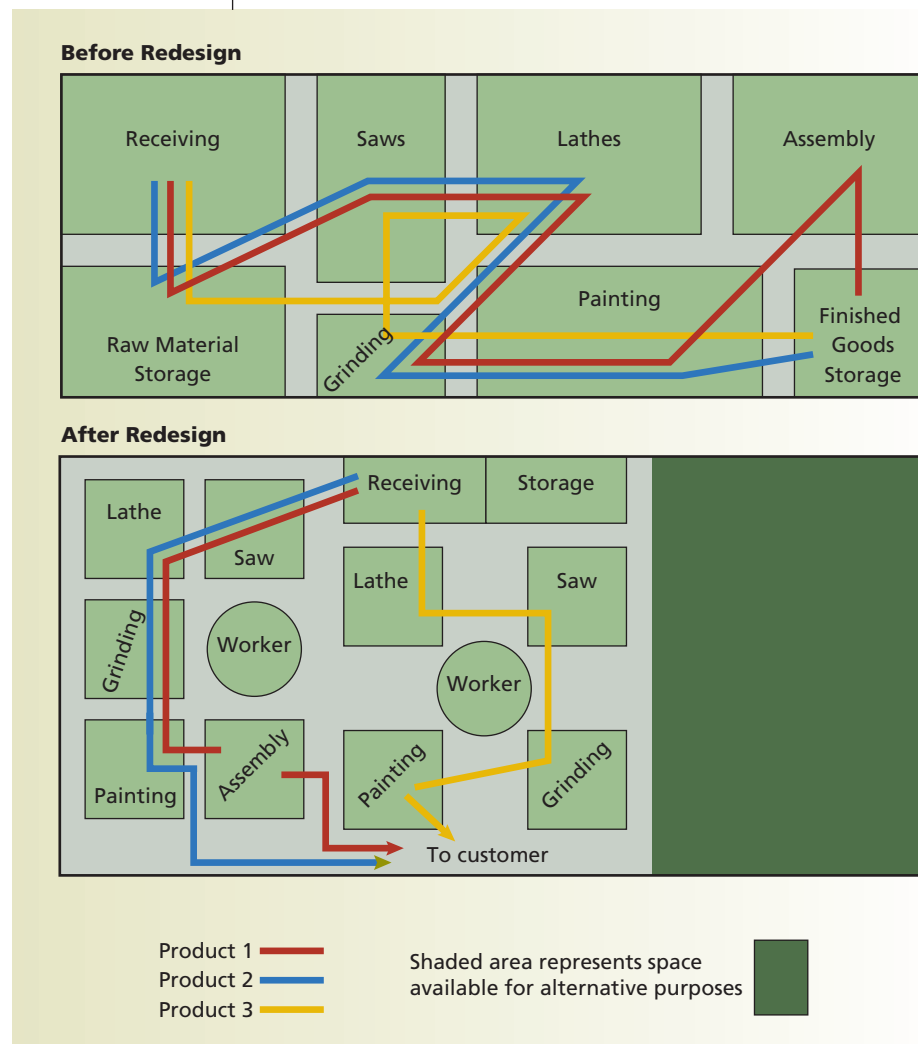 Before Redesign
Receiving
Saws
Lathes
Assembly
Raw Material
Storage
Grinding
Painting
Finished
Goods
Storage
After Redesign
Lathe
Saw
Receiving
Storage
Grinding
Worker
Lathe
Saw
Worker
Painting
Assembly
Painting
Grinding
To customer
Product 1
Product 2
Product 3
Shaded area represents space
available for alternative purposes